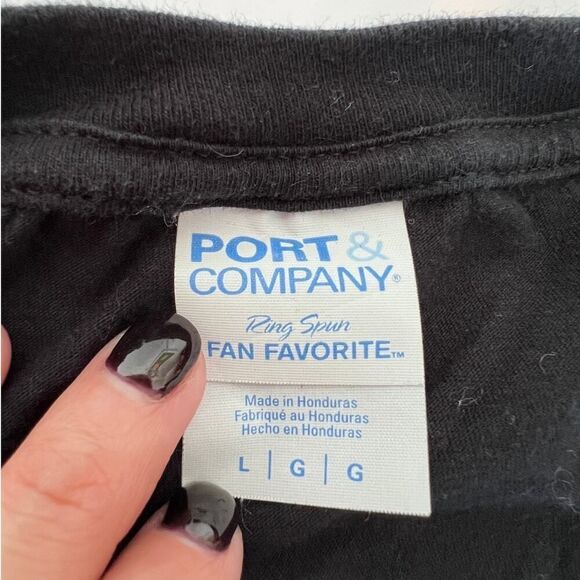 PORT &
COMPANY®
Ring Spun
FAN FAVORITE™
Made in Honduras
Fabriqué au Honduras
Hecho en Honduras
L | G | G